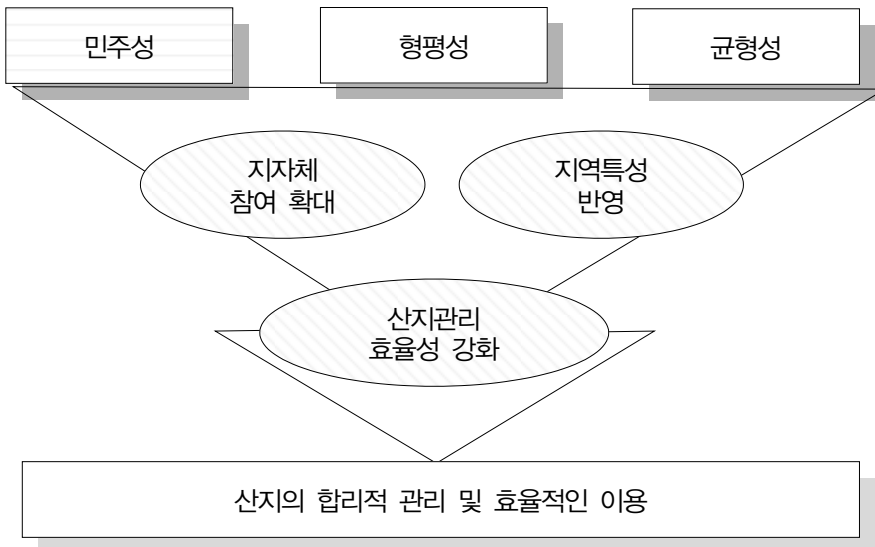 민주성
형평성
균형성
지자체
참여 확대
지역특성
반영
산지관리
효율성 강화
산지의 합리적 관리 및 효율적인 이용